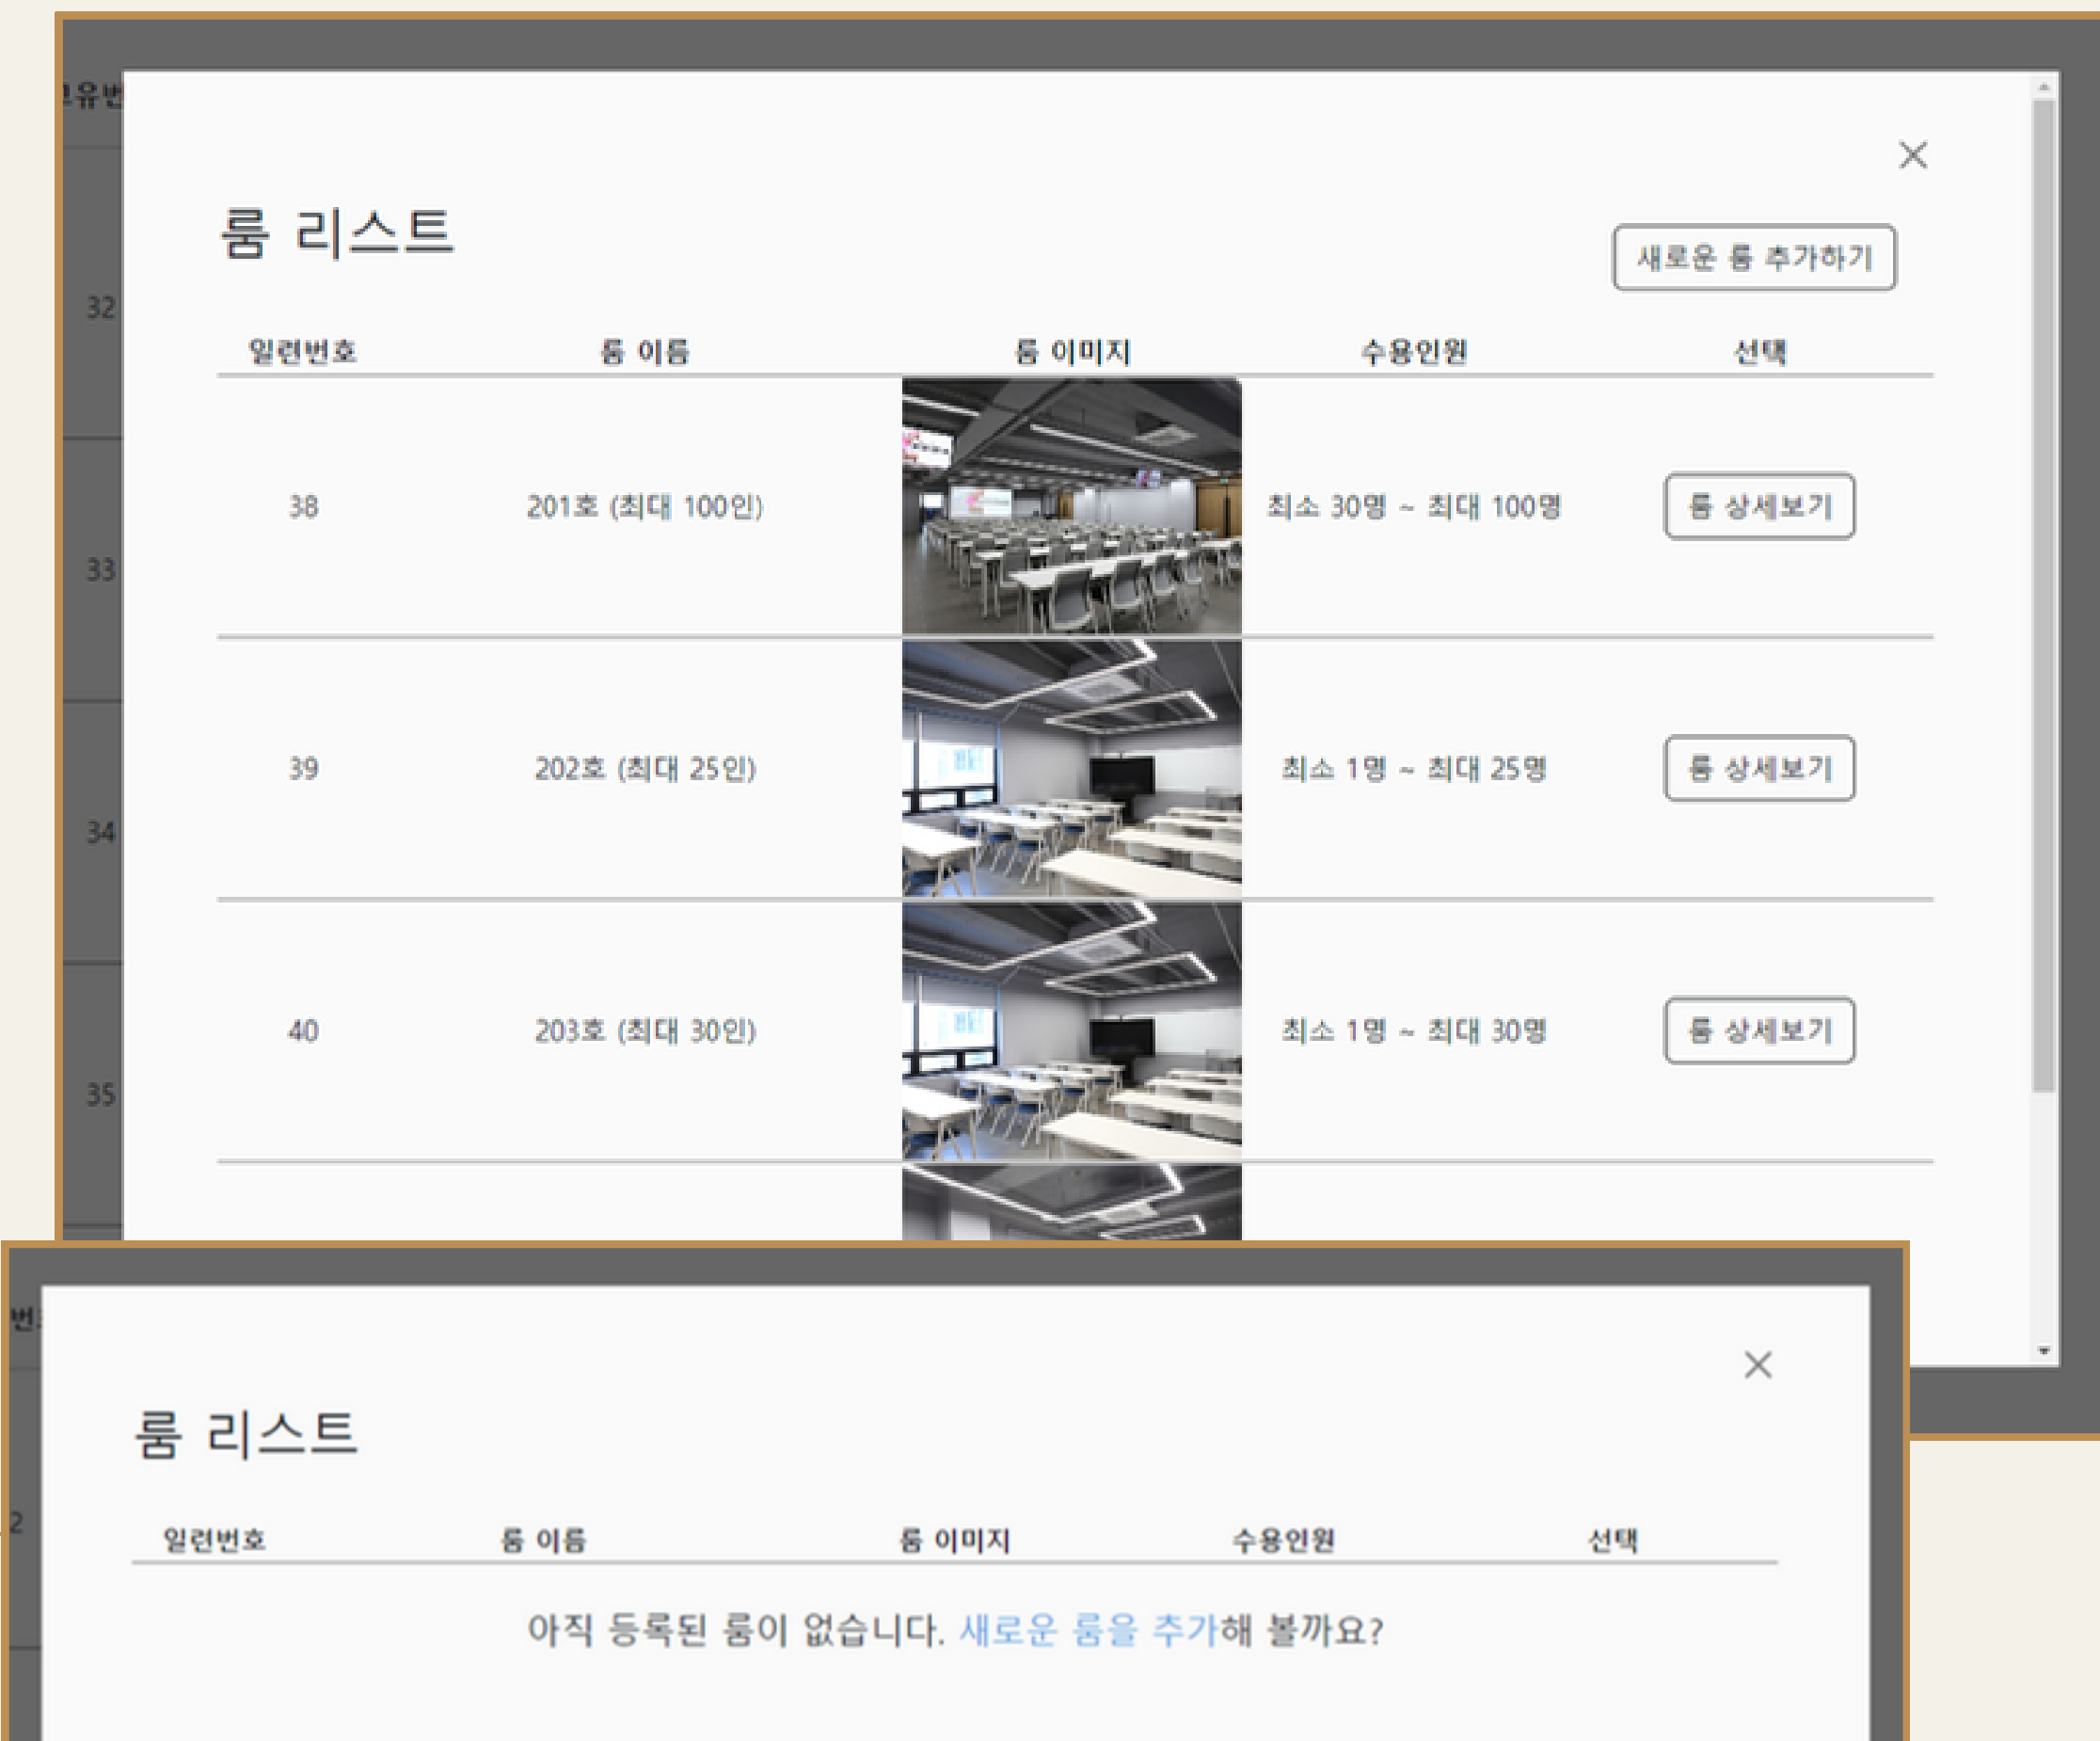 룸 리스트
새로운 룸 추가하기
일련번호 룸 이름 룸 이미지 수용인원 선택
32
38 201호 (최대 100인) 최소 30명 ~ 최대 100명 룸 상세보기
33
39 202호 (최대 25인) 최소 1명 ~ 최대 25명 룸 상세보기
34
40 203호 (최대 30인) 최소 1명 ~ 최대 30명 룸 상세보기
35
룸 리스트
일련번호 룸 이름 룸 이미지 수용인원 선택
2
아직 등록된 룸이 없습니다. 새로운 룸을 추가해 볼까요?